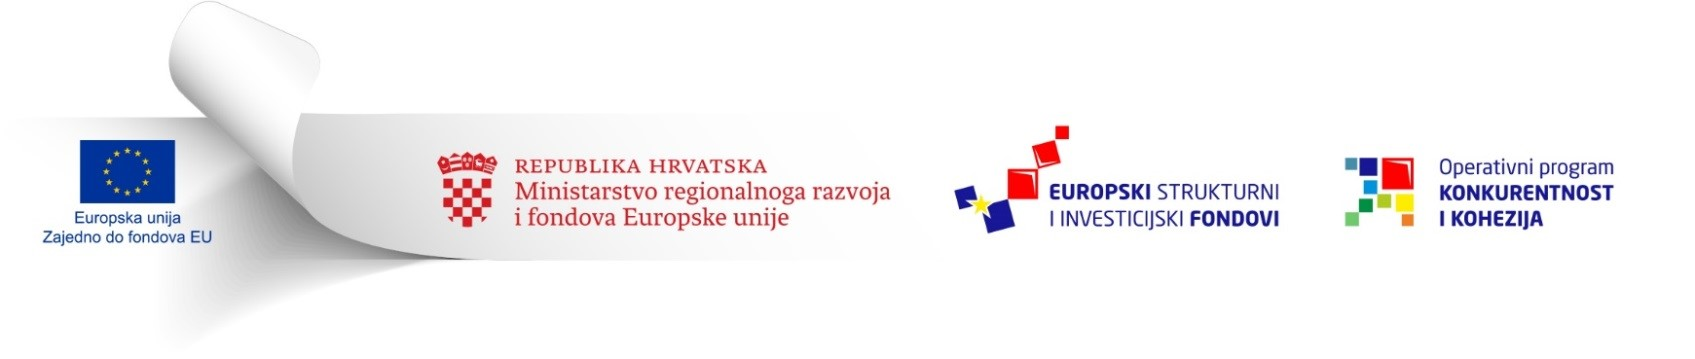 Europska unija
Zajedno do fondova EU
REPUBLIKA HRVATSKA
Ministarstvo regionalnoga razvoja
i fondova Europske unije
EUROPSKI STRUKTURNI
I INVESTICIJSKI FONDOVI
Operativni program
KONKURENTNOST
I KOHEZIJA